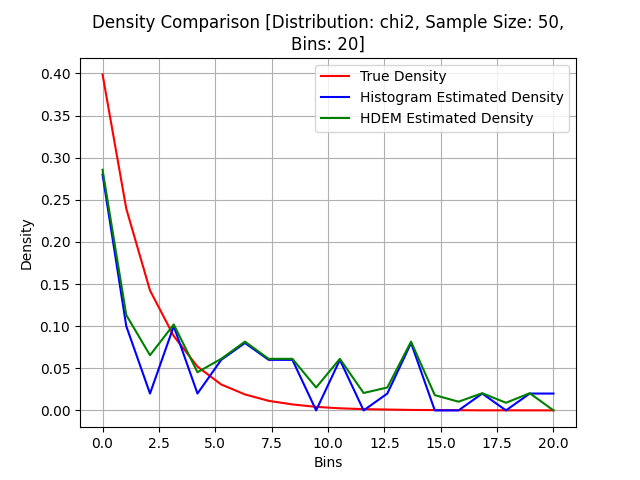 Density Comparison [Distribution: chi2, Sample Size: 50,
Bins: 20]
True Density
Histogram Estimated Density
HDEM Estimated Density
Density
0.40
0.35
0.30
0.25
0.20
0.15
0.10
0.05
0.00
0.0 2.5 5.0 7.5 10.0 12.5 15.0 17.5 20.0
Bins